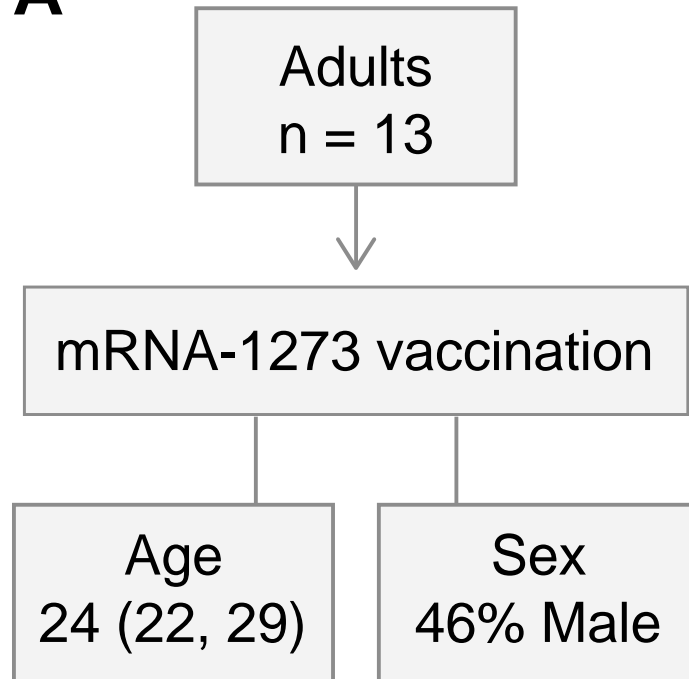 A
Adults
n = 13
mRNA-1273 vaccination
Age
24 (22, 29)
Sex
46% Male